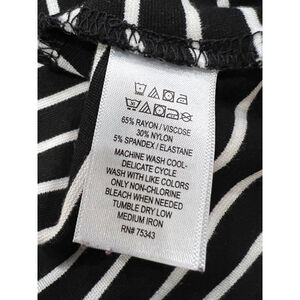 65% RAYON / VISCOSE
30% NYLON
5% SPANDEX / ELASTANE
MACHINE WASH COOL-
DELICATE CYCLE
WASH WITH LIKE COLORS
ONLY NON-CHLORINE
BLEACH WHEN NEEDED
TUMBLE DRY LOW
MEDIUM IRON
RN# 75343